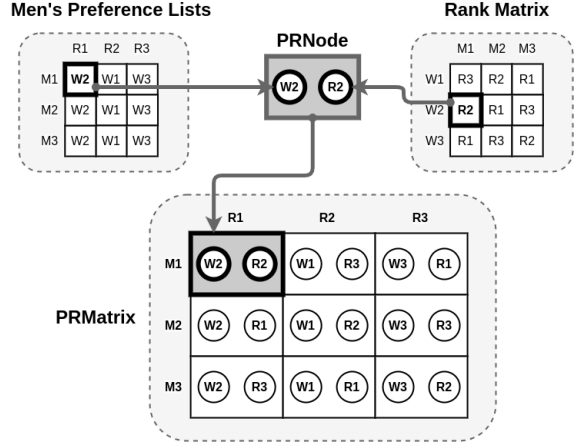 Men's Preference Lists
Rank Matrix
PRNode
R1 R2 R3
M1 W2 W1 W3
M2 W2 W1 W3
M3 W2 W1 W3
W2 R2
M1 M2 M3
W1 R3 R2 R1
W2 R2 R1 R3
W3 R1 R3 R2
PRMatrix
R1 R2 R3
M1 W2 R2 W1 R3 W3 R1
M2 W2 R1 W1 R2 W3 R3
M3 W2 R3 W1 R1 W3 R2